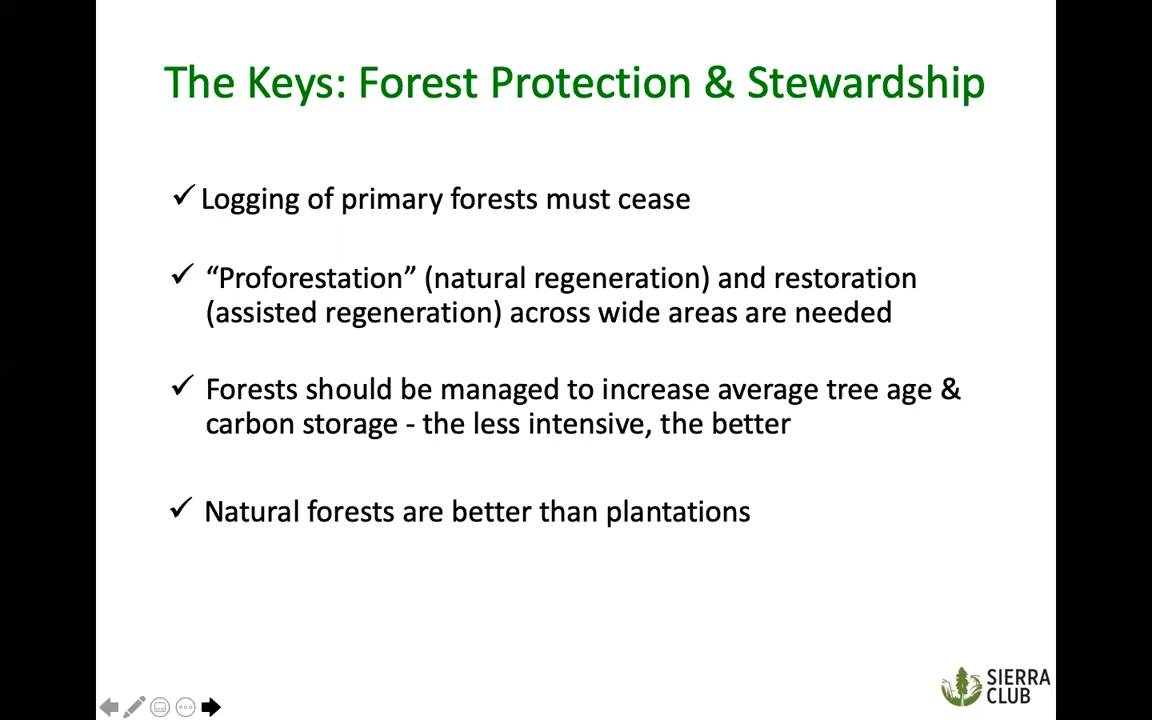 The Keys: Forest Protection & Stewardship
✓ Logging of primary forests must cease
✓ “Proforestation” (natural regeneration) and restoration
(assisted regeneration) across wide areas are needed
✓ Forests should be managed to increase average tree age &
carbon storage - the less intensive, the better
✓ Natural forests are better than plantations
SIERRA
CLUB